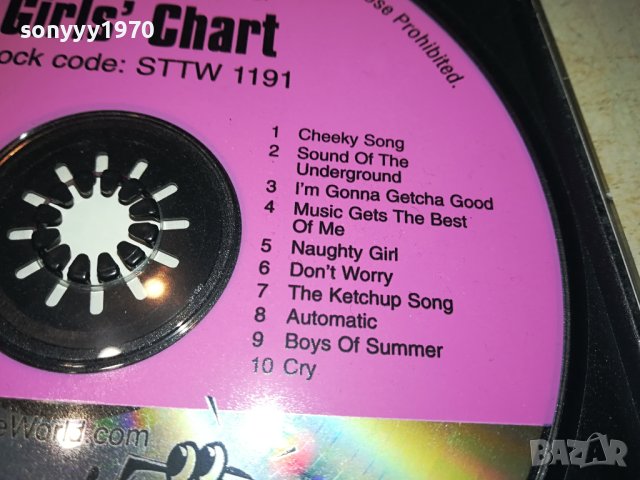 sonyyy1970
Girls' Chart
ock code: STTW 1191
ose Prohibited.
1 Cheeky Song
2 Sound Of The
Underground
3 I'm Gonna Getcha Good
4 Music Gets The Best
Of Me
5 Naughty Girl
6 Don't Worry
7 The Ketchup Song
8 Automatic
9 Boys Of Summer
10 Cry
eWorld.com
BAZAR